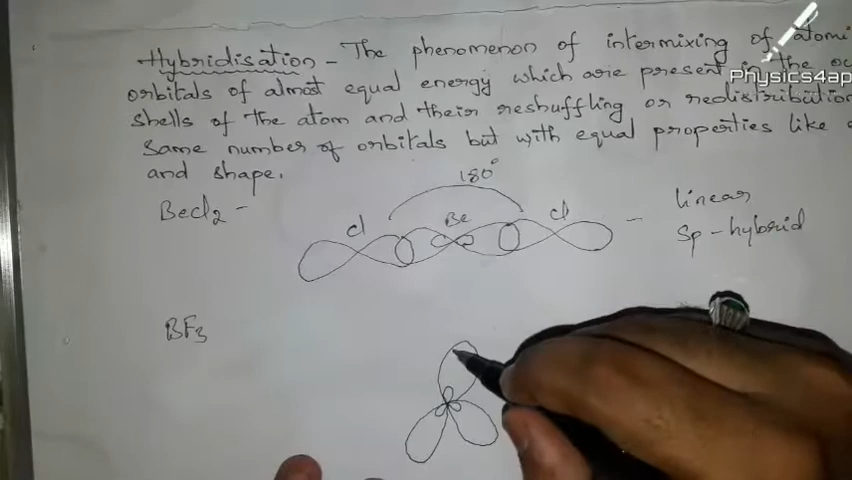 Hybridisation - The phenomenon of intermixing of atomi
orbitals of almost equal energy which are present in the ou
shells of the atom and their reshuffling or redistribution
same number of orbitals but with equal properties like
and shape.
BeCl2 -
180°
Cl
Be
Cl
- linear
Sp-hybrid
BF3
Physics4ap